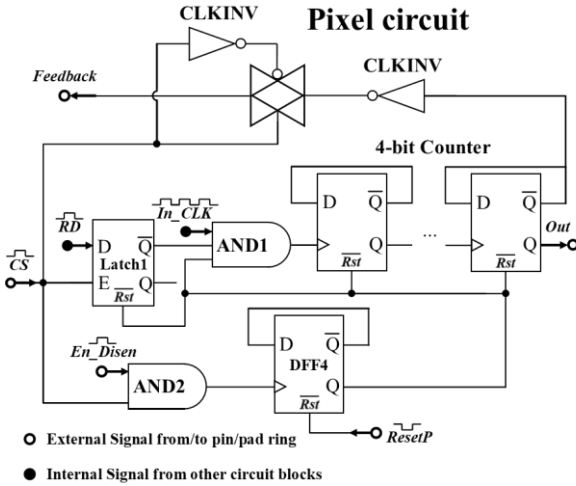 Pixel circuit
CLKINV
CLKINV
Feedback
4-bit Counter
D Q
D Q
In_CLK
RD
D Q
AND1
Out
Latch1
Q
...
Q
CS
E Rst Q
Rst
Rst
En_Disen
D Q
DFF4
AND2
Q
Rst
ResetP
External Signal from/to pin/pad ring
Internal Signal from other circuit blocks